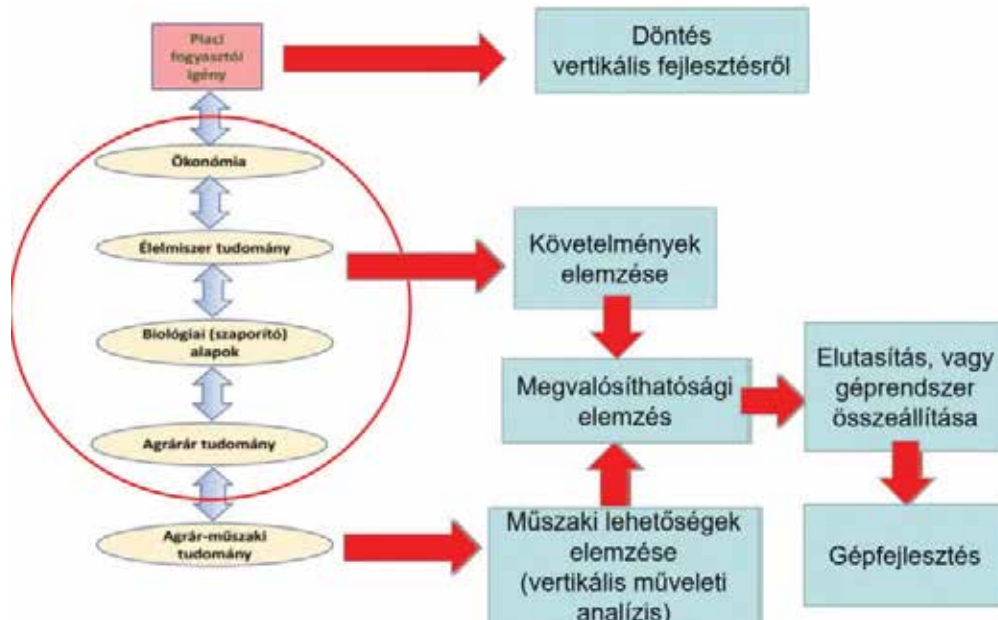 Piaci
fogyasztói
igény
Döntés
vertikális fejlesztésről
Ökonómia
Élelmiszer tudomány
Követelmények
elemzése
Biológiai (szaporító)
alapok
Megvalósíthatósági
elemzés
Elutasítás, vagy
géprendszer
összeállítása
Agrárár tudomány
Agrár-műszaki
tudomány
Műszaki lehetőségek
elemzése
(vertikális műveleti
analízis)
Gépfejlesztés